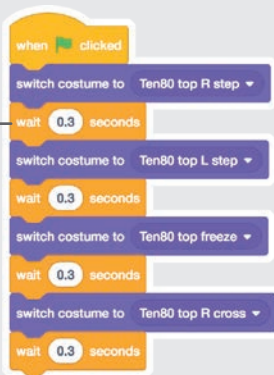 when clicked
switch costume to Ten80 top R step
wait 0.3 seconds
switch costume to Ten80 top L step
wait 0.3 seconds
switch costume to Ten80 top freeze
wait 0.3 seconds
switch costume to Ten80 top R cross
wait 0.3 seconds